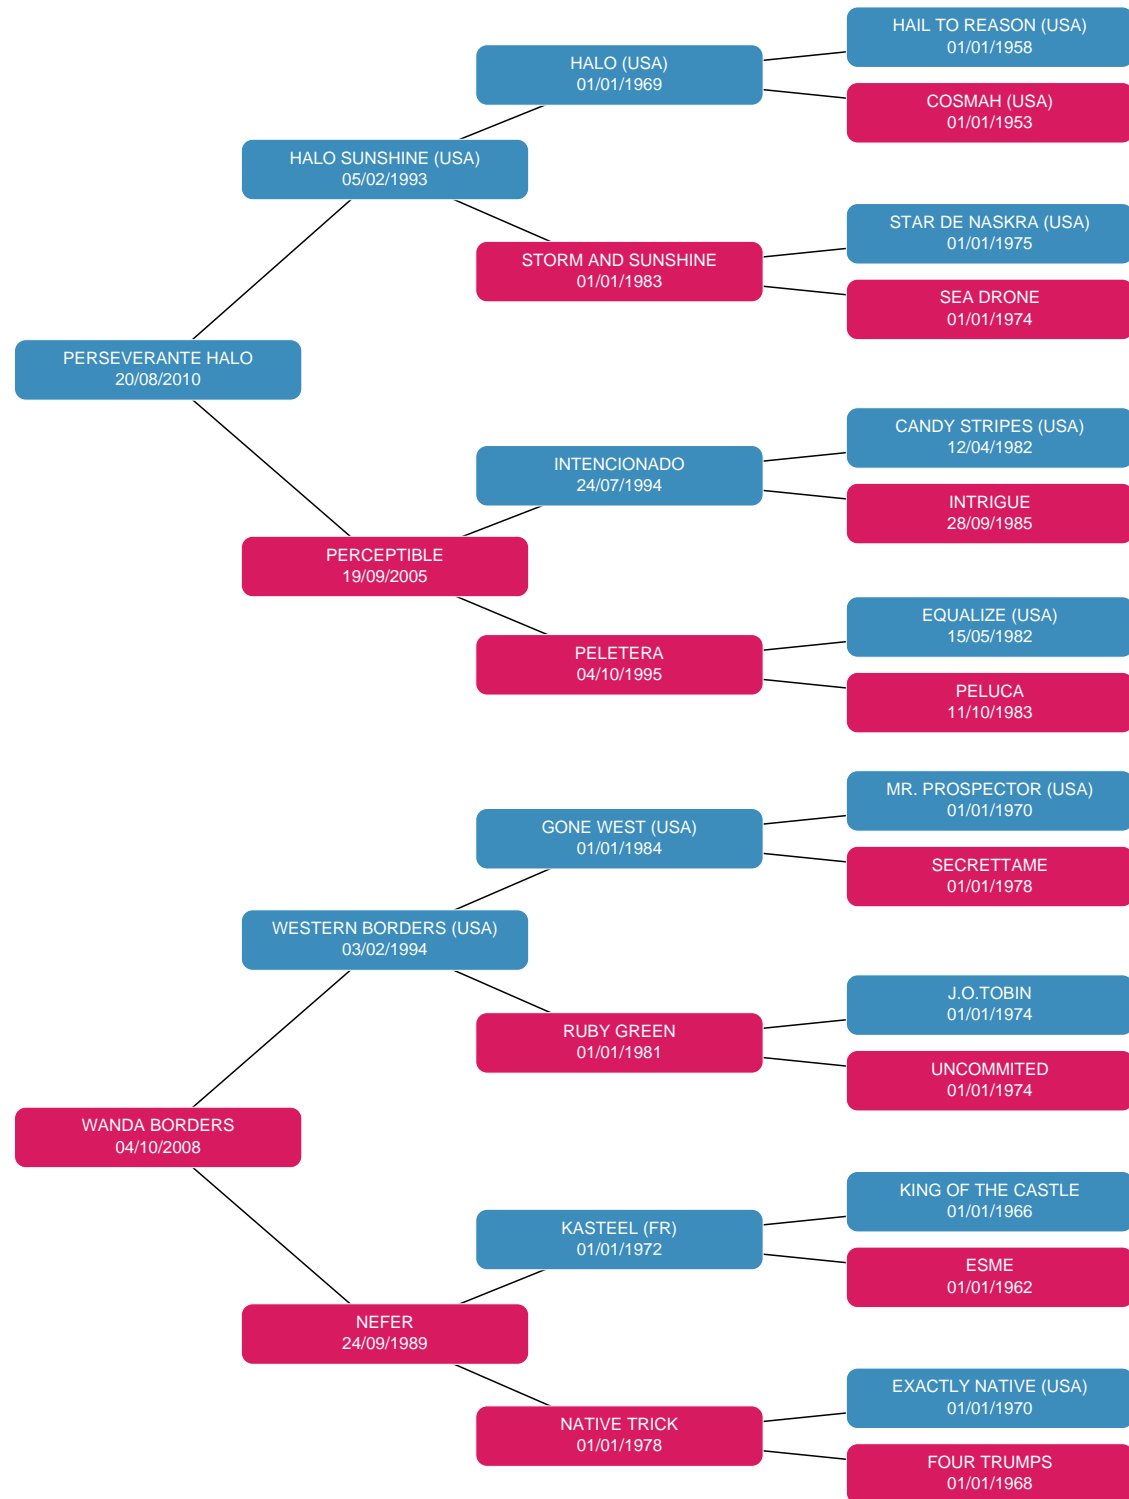 HAIL TO REASON (USA)
01/01/1958
HALO (USA)
01/01/1969
COSMAH (USA)
01/01/1953
HALO SUNSHINE (USA)
05/02/1993
STAR DE NASKRA (USA)
01/01/1975
STORM AND SUNSHINE
01/01/1983
SEA DRONE
01/01/1974
PERSEVERANTE HALO
20/08/2010
CANDY STRIPES (USA)
12/04/1982
INTENCIONADO
24/07/1994
INTRIGUE
28/09/1985
PERCEPTIBLE
19/09/2005
EQUALIZE (USA)
15/05/1982
PELETERA
04/10/1995
PELUCA
11/10/1983
MR. PROSPECTOR (USA)
01/01/1970
GONE WEST (USA)
01/01/1984
SECRETTAME
01/01/1978
WESTERN BORDERS (USA)
03/02/1994
J.O.TOBIN
01/01/1974
RUBY GREEN
01/01/1981
UNCOMMITED
01/01/1974
WANDA BORDERS
04/10/2008
KING OF THE CASTLE
01/01/1966
KASTEEL (FR)
01/01/1972
ESME
01/01/1962
NEFER
24/09/1989
EXACTLY NATIVE (USA)
01/01/1970
NATIVE TRICK
01/01/1978
FOUR TRUMPS
01/01/1968